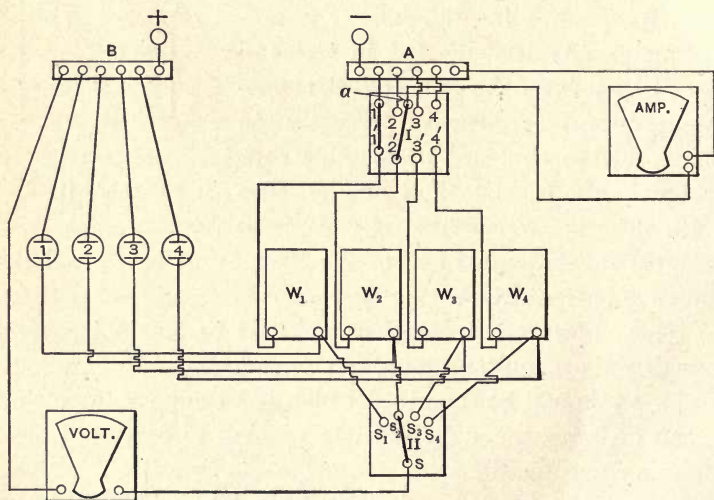 +
−
B
A
a
1 2 3 4
I
1' 2' 3' 4'
AMP.
1 2 3 4
W1 W2 W3 W4
VOLT.
S1 S2 S3 S4
II
S